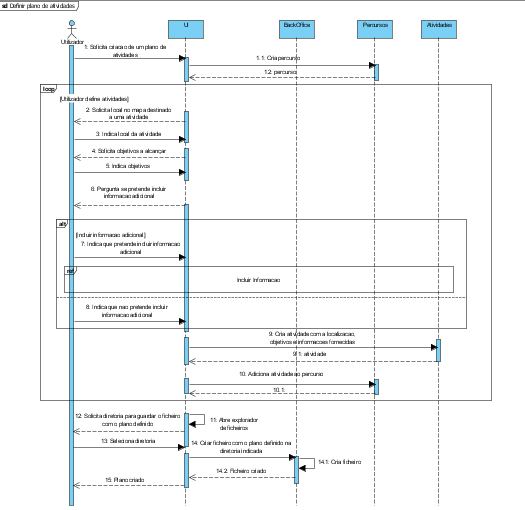 sd Definir plano de atividades
Utilizador
UI
BackOffice
Percursos
Atividades
1: Solicita criacao de um plano de
atividades
1.1: Cria percurso
1.2: percurso
loop
[Utilizador define atividades]
2: Solicita local no mapa destinado
a uma atividade
3: Indica local da atividade
4: Solicita objetivos a alcançar
5: Indica objetivos
6: Pergunta se pretende incluir
informacao adicional
alt
[Incluir informacao adicional]
7: Indica que pretende incluir informacao
adicional
ref
Incluir Informacao
8: Indica que nao pretende incluir
informacao adicional
9: Cria atividade com a localizacao,
objetivos e informacoes fornecidas
9.1: atividade
10: Adiciona atividade ao percurso
10.1:
12: Solicita diretoria para guardar o ficheiro
com o plano definido
11: Abre explorador
de ficheiros
13: Seleciona diretoria
14: Criar ficheiro com o plano definido na
diretoria indicada
14.1: Cria ficheiro
14.2: Ficheiro criado
15: Plano criado